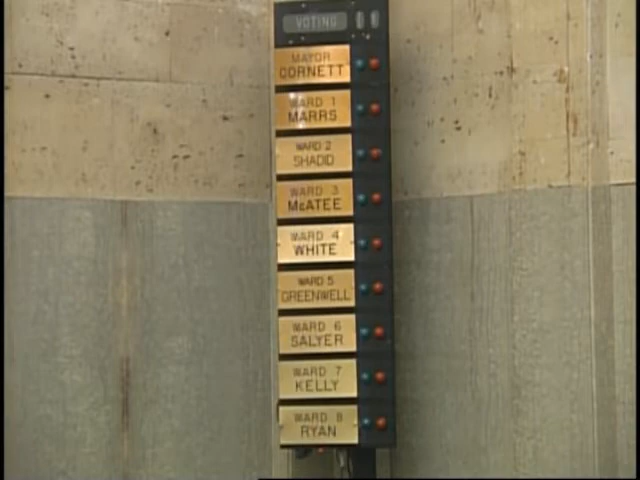 VOTING
MAYOR
CORNETT
WARD 1
MARRS
WARD 2
SHADID
WARD 3
McATEE
WARD 4
WHITE
WARD 5
GREENWELL
WARD 6
SALYER
WARD 7
KELLY
WARD 8
RYAN